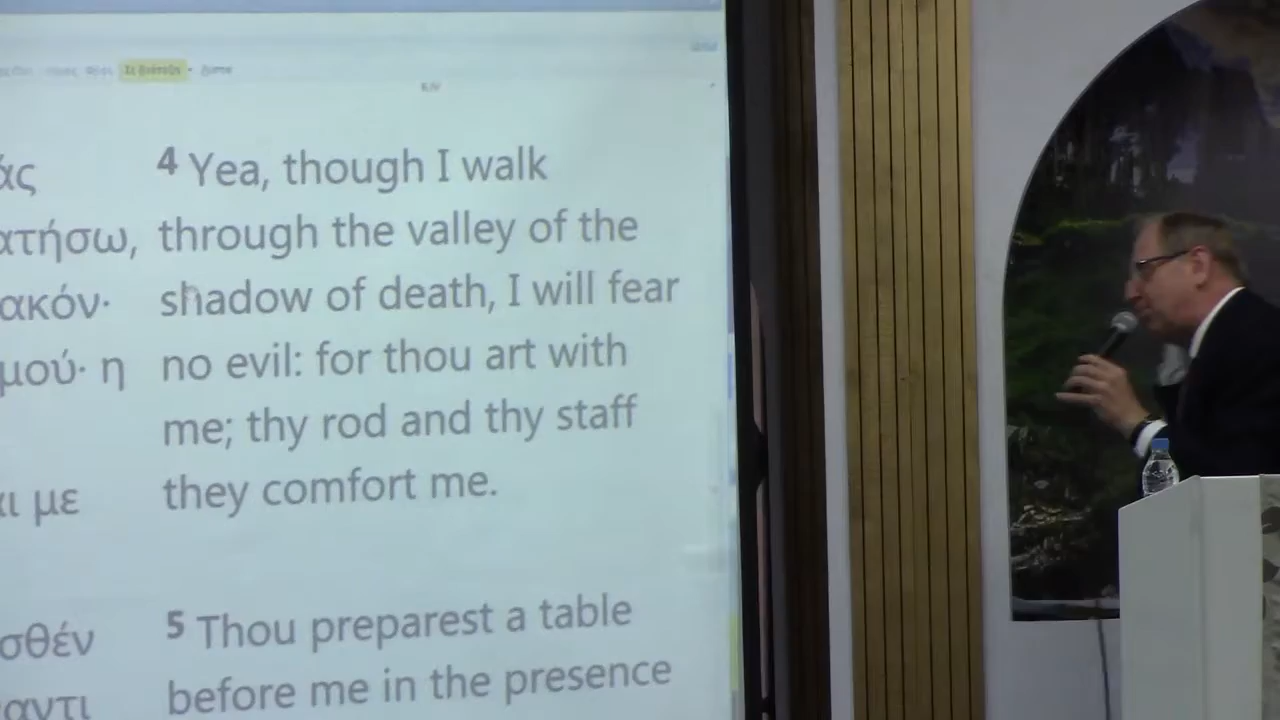 KJV
άς
4 Yea, though I walk
ατήσω,
through the valley of the
ακόν·
shadow of death, I will fear
μού· η
no evil: for thou art with
me; thy rod and thy staff
ι με
they comfort me.
σθέν
5 Thou preparest a table
αντι
before me in the presence